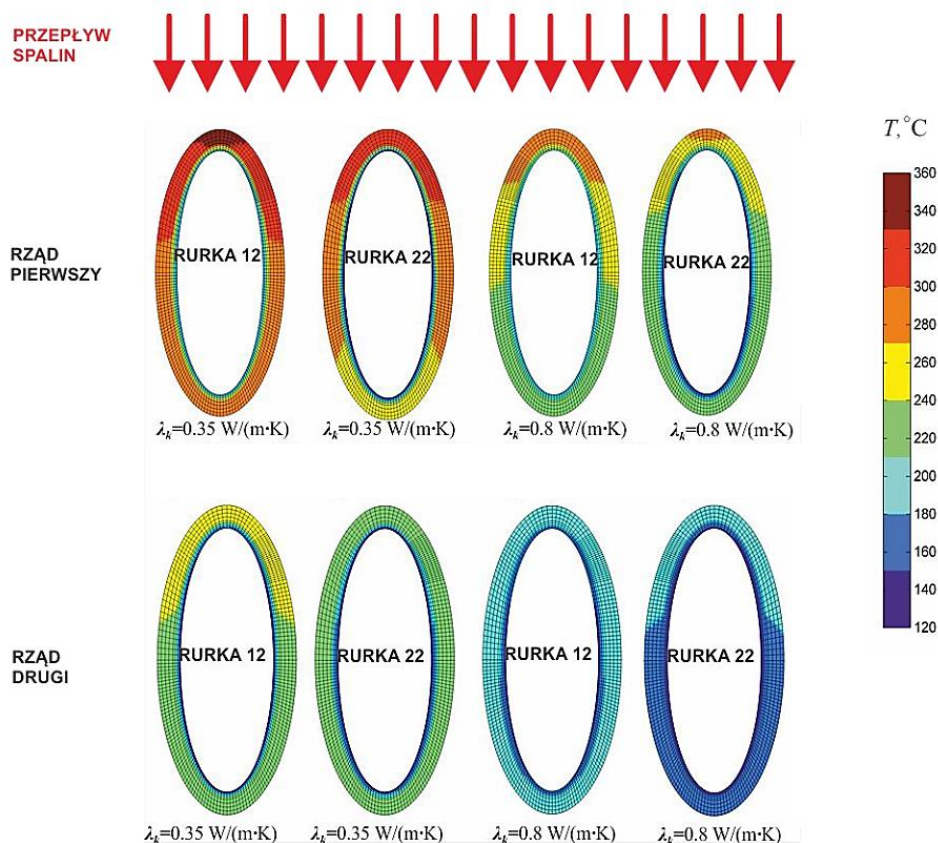 PRZEPŁYW
SPALIN
T,°C
RZĄD
PIERWSZY
RURKA 12
RURKA 22
RURKA 12
RURKA 22
λk=0.35 W/(m·K)
λk=0.35 W/(m·K)
λk=0.8 W/(m·K)
λk=0.8 W/(m·K)
360
340
320
300
280
260
240
220
200
180
160
140
120
RZĄD
DRUGI
RURKA 12
RURKA 22
RURKA 12
RURKA 22
λk=0.35 W/(m·K)
λk=0.35 W/(m·K)
λk=0.8 W/(m·K)
λk=0.8 W/(m·K)